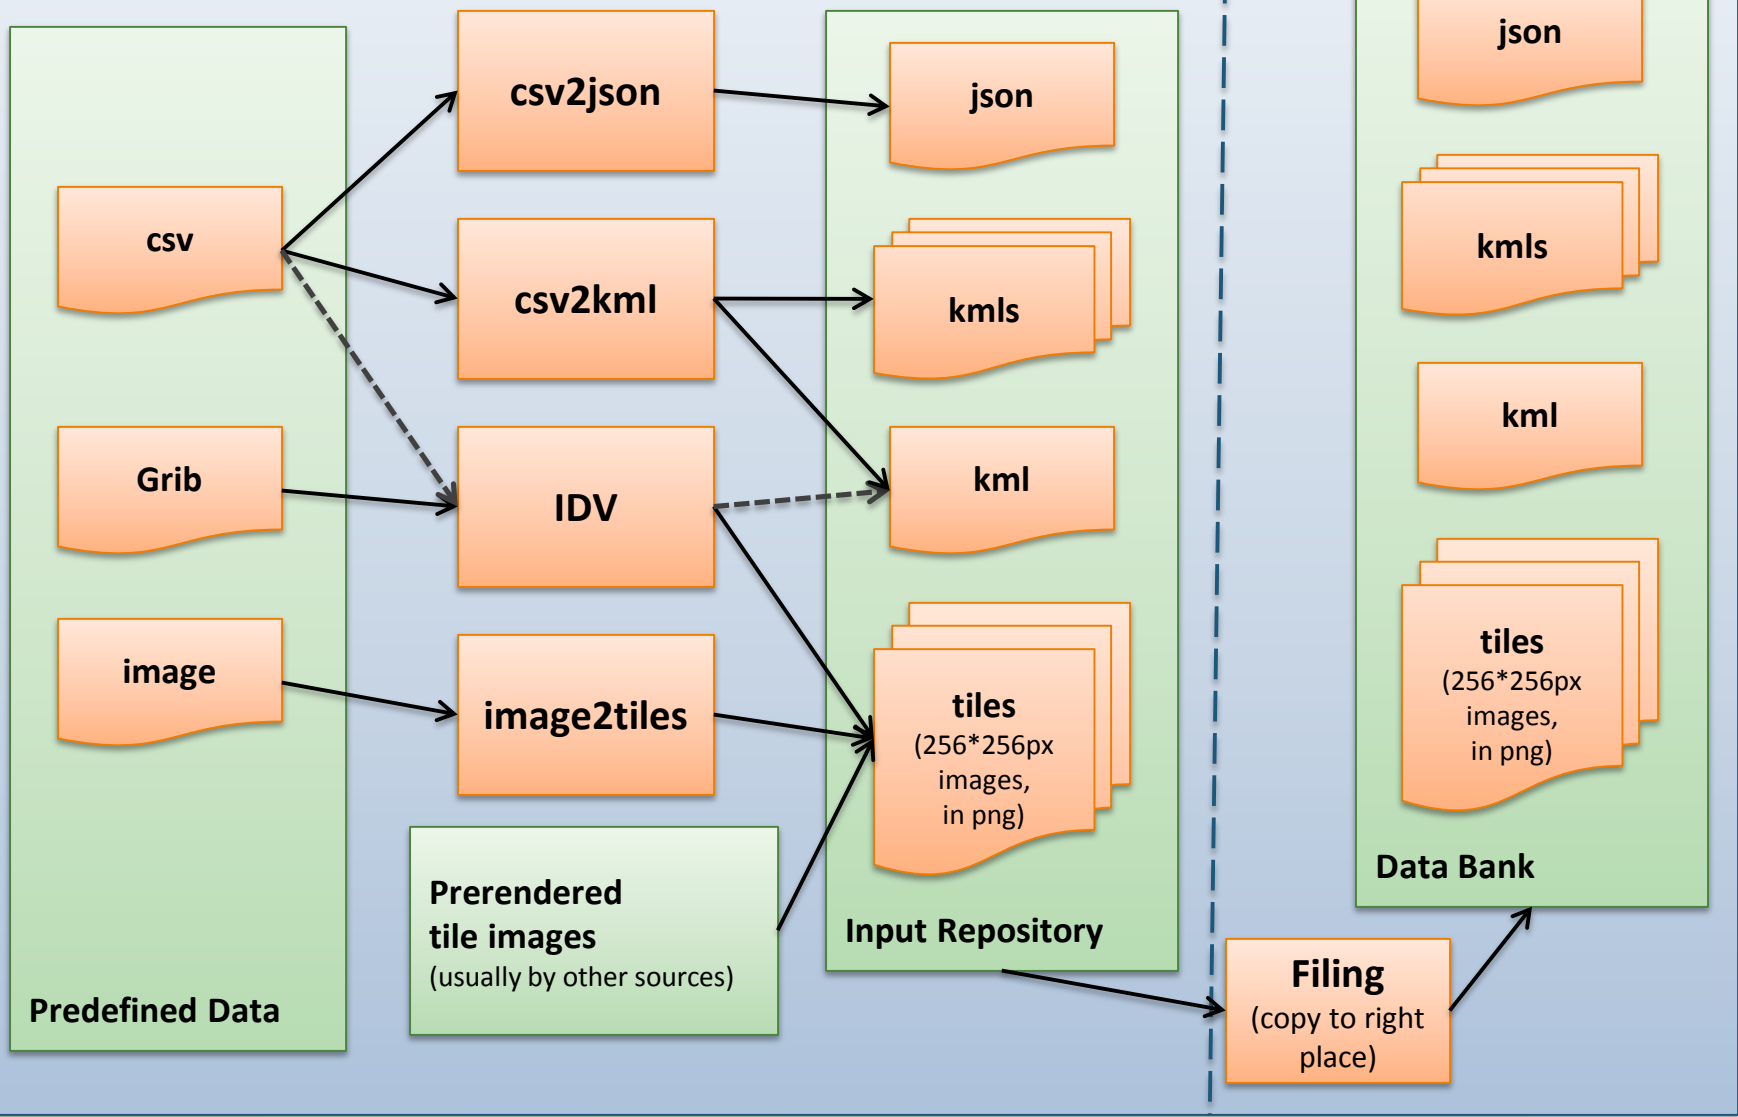 csv
Grib
image
Predefined Data
csv2json
csv2kml
IDV
image2tiles
Prerendered
tile images
(usually by other sources)
json
kmls
kml
tiles
(256*256px
images,
in png)
Input Repository
Filing
(copy to right
place)
json
kmls
kml
tiles
(256*256px
images,
in png)
Data Bank